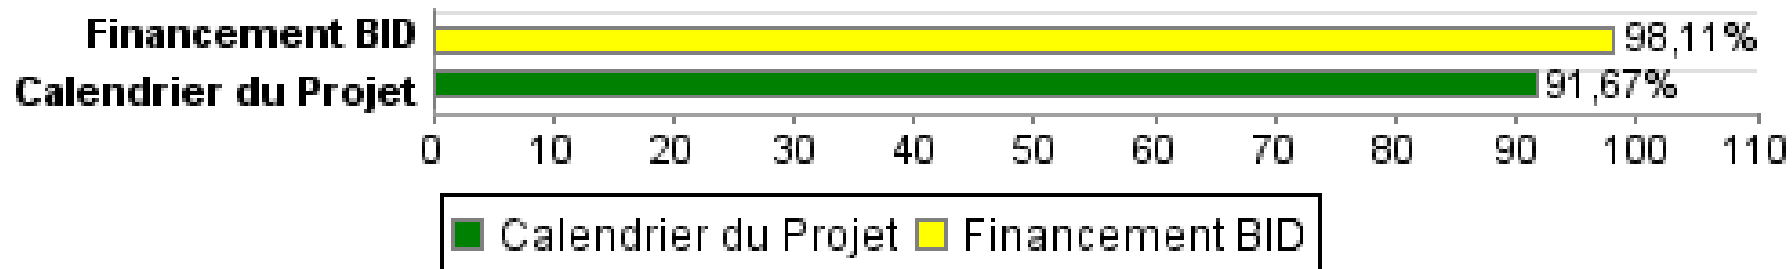 Financement BID
98,11%
Calendrier du Projet
91,67%
0 10 20 30 40 50 60 70 80 90 100 110
Calendrier du Projet Financement BID